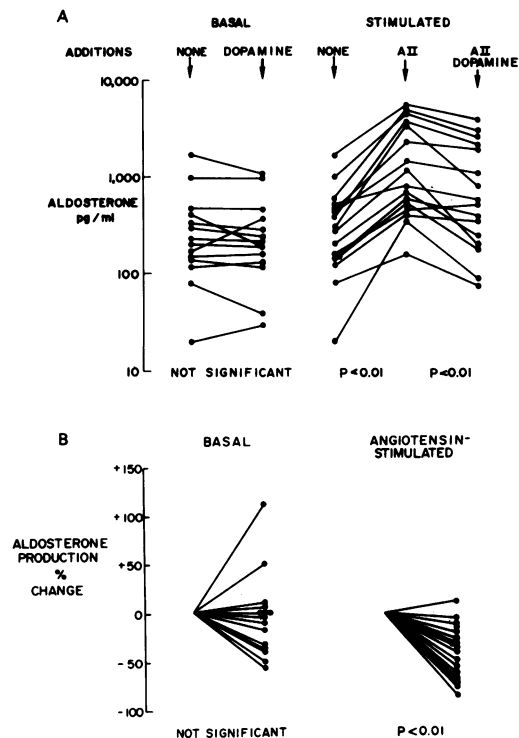 A
BASAL STIMULATED
ADDITIONS NONE DOPAMINE NONE AII AII
DOPAMINE
10,000
1,000
ALDOSTERONE
pg/ml
100
10
NOT SIGNIFICANT P<0.01 P<0.01
B
BASAL ANGIOTENSIN-
STIMULATED
+150
+100
ALDOSTERONE
PRODUCTION
%
CHANGE
+50
0
-50
-100
NOT SIGNIFICANT P<0.01